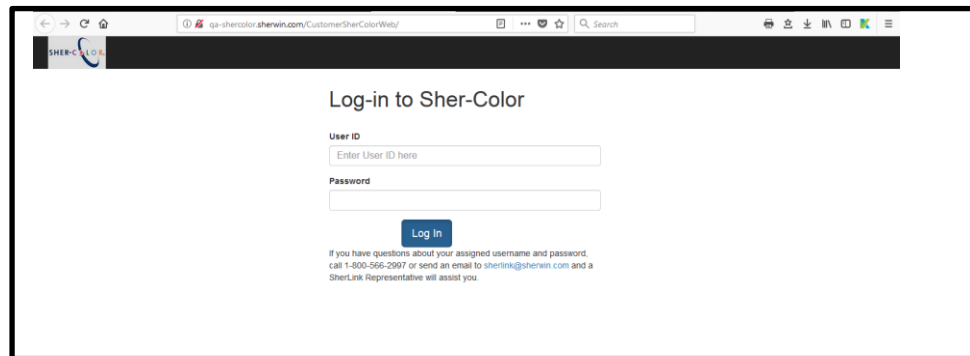 qa-shercolor.sherwin.com/CustomerSherColorWeb/
Search
SHER-COLOR
Log-in to Sher-Color
User ID
Enter User ID here
Password
Log In
If you have questions about your assigned username and password,
call 1-800-566-2997 or send an email to sherlink@sherwin.com and a
SherLink Representative will assist you.